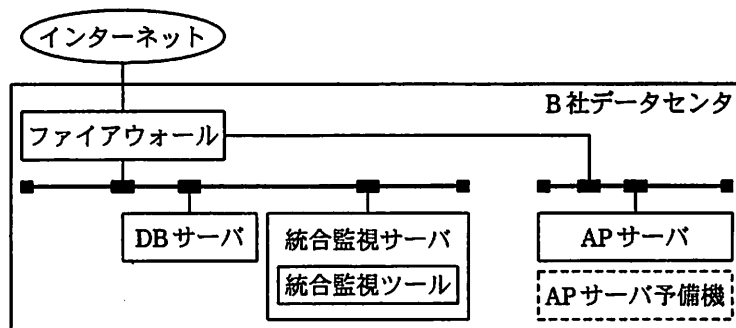 インターネット
B社データセンタ
ファイアウォール
DBサーバ
統合監視サーバ
統合監視ツール
APサーバ
APサーバ予備機